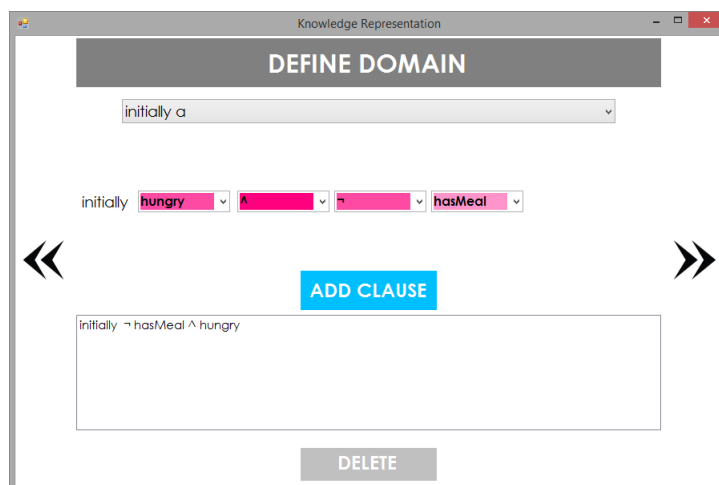 Knowledge Representation
DEFINE DOMAIN
initially a
initially hungry ^ ¬ hasMeal
ADD CLAUSE
initially ¬ hasMeal ^ hungry
DELETE